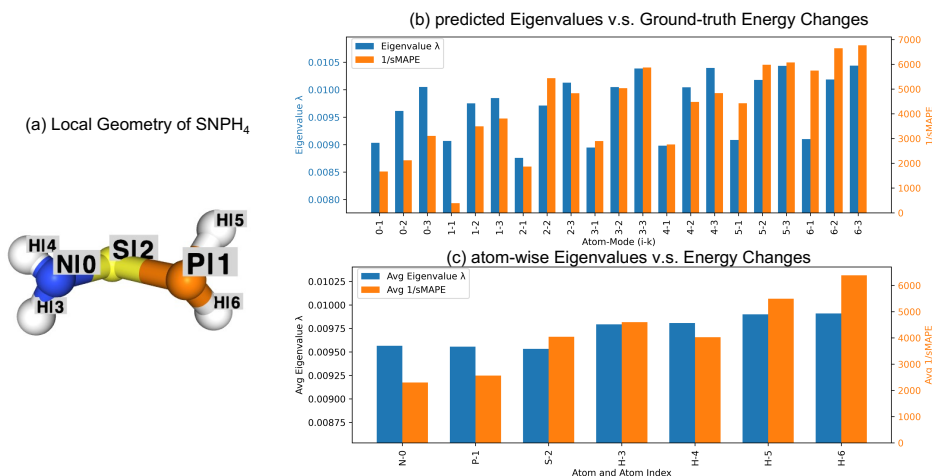 (b) predicted Eigenvalues v.s. Ground-truth Energy Changes
(a) Local Geometry of SNPH₄
HI5
HI4
SI2
NI0
PI1
HI3
HI6
Eigenvalue λ
1/sMAPE
0.0105
0.0100
0.0095
0.0090
0.0085
0.0080
Eigenvalue λ
7000
6000
5000
4000
3000
2000
1000
0
1/sMAPE
0-1
0-2
0-3
1-1
1-2
1-3
2-1
2-2
2-3
3-1
3-2
3-3
4-1
4-2
4-3
5-1
5-2
5-3
6-1
6-2
6-3
Atom-Mode (i-k)
(c) atom-wise Eigenvalues v.s. Energy Changes
Avg Eigenvalue λ
Avg 1/sMAPE
0.01025
0.01000
0.00975
0.00950
0.00925
0.00900
0.00875
Avg Eigenvalue λ
6000
5000
4000
3000
2000
1000
0
Avg 1/sMAPE
N-0
P-1
S-2
H-3
H-4
H-5
H-6
Atom and Atom Index